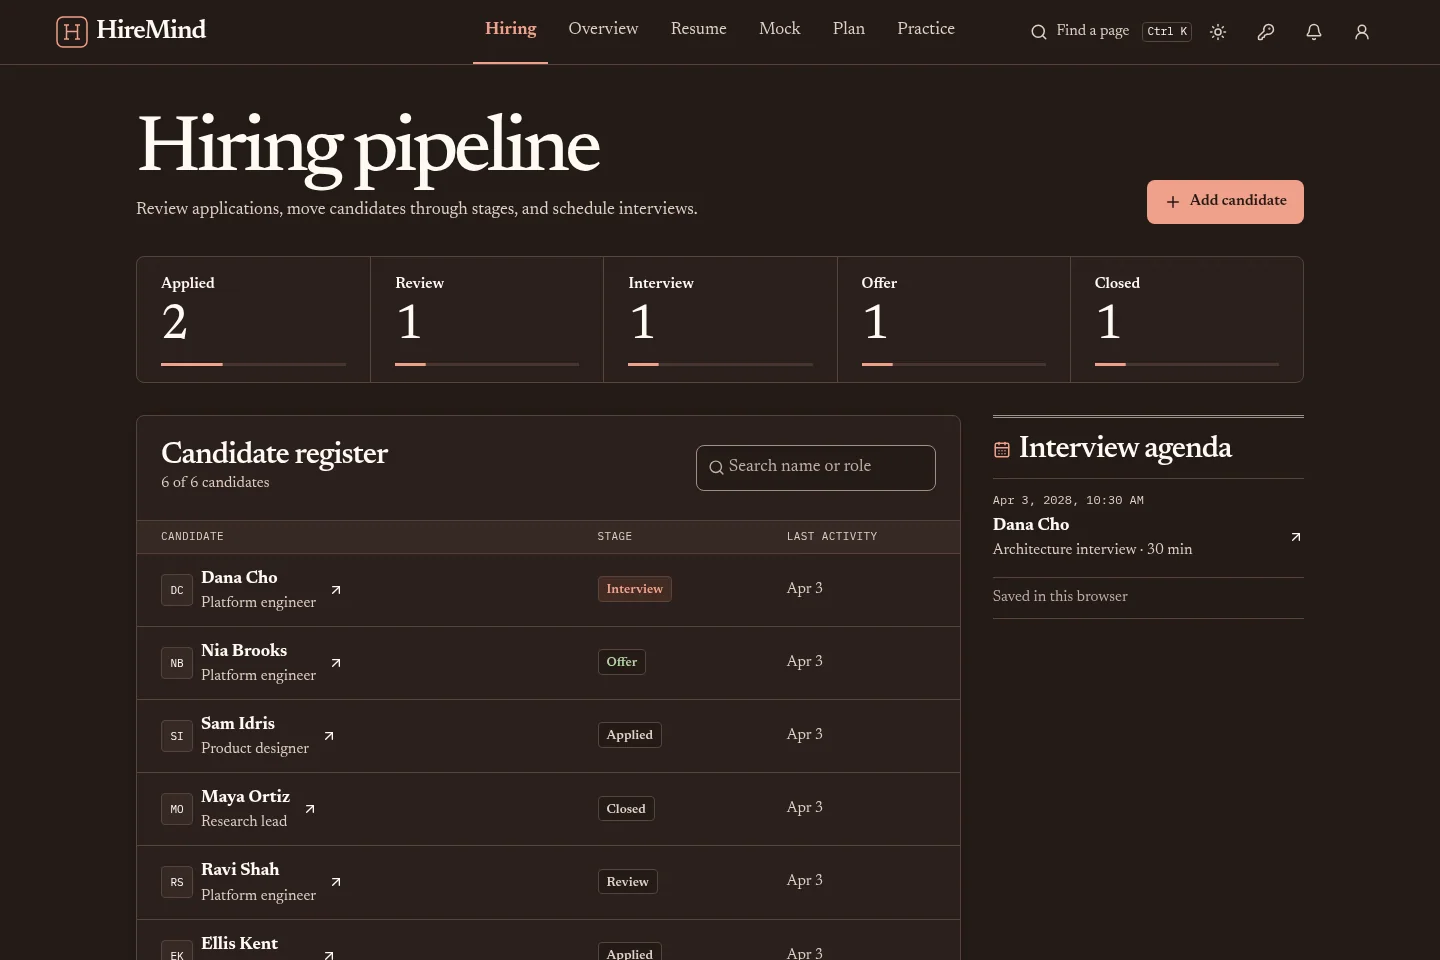 HireMind
Hiring Overview Resume Mock Plan Practice
Find a page Ctrl K
Hiring pipeline
Review applications, move candidates through stages, and schedule interviews.
+ Add candidate
Applied
2
Review
1
Interview
1
Offer
1
Closed
1
Candidate register
6 of 6 candidates
Search name or role
CANDIDATE STAGE LAST ACTIVITY
DC
Dana Cho
Platform engineer
Interview
Apr 3
NB
Nia Brooks
Platform engineer
Offer
Apr 3
SI
Sam Idris
Product designer
Applied
Apr 3
MO
Maya Ortiz
Research lead
Closed
Apr 3
RS
Ravi Shah
Platform engineer
Review
Apr 3
EK
Ellis Kent
Applied
Apr 3
Interview agenda
Apr 3, 2028, 10:30 AM
Dana Cho
Architecture interview · 30 min
Saved in this browser